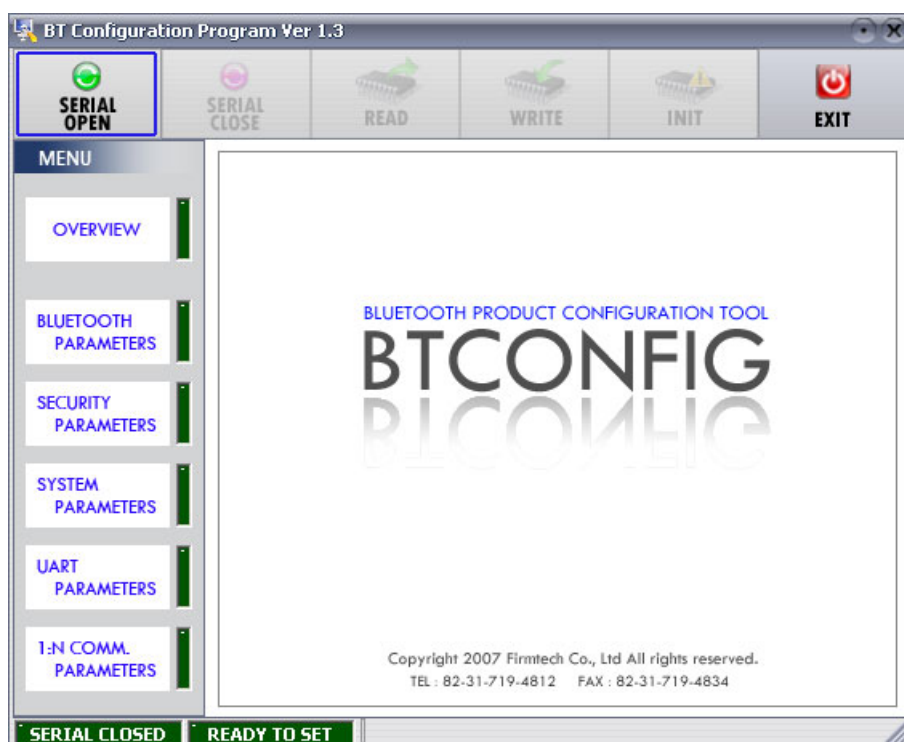 BT Configuration Program Ver 1.3
SERIAL
OPEN
SERIAL
CLOSE
READ
WRITE
INIT
EXIT
MENU
OVERVIEW
BLUETOOTH
PARAMETERS
SECURITY
PARAMETERS
SYSTEM
PARAMETERS
UART
PARAMETERS
1:N COMM.
PARAMETERS
BLUETOOTH PRODUCT CONFIGURATION TOOL
BTCONFIG
Copyright 2007 Firmtech Co., Ltd All rights reserved.
TEL : 82-31-719-4812 FAX : 82-31-719-4834
SERIAL CLOSED
READY TO SET